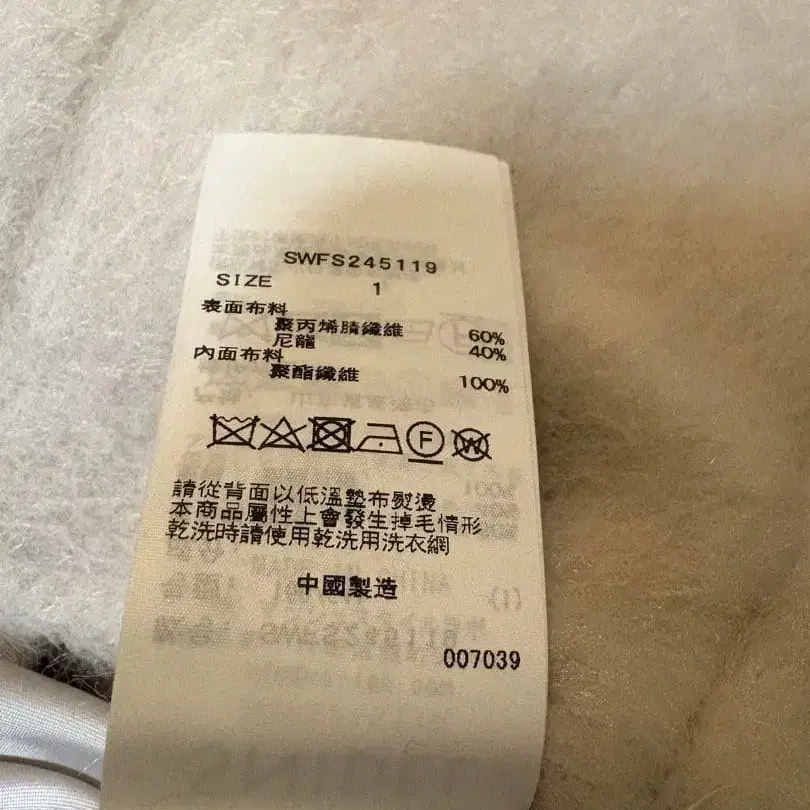 SWFS245119
SIZE 1
表面布料
聚丙烯腈纖維 60%
尼龍 40%
內面布料
聚酯纖維 100%
F W
請從背面以低溫墊布熨燙
本商品屬性上會發生掉毛情形
乾洗時請使用乾洗用洗衣網
中國製造
007039